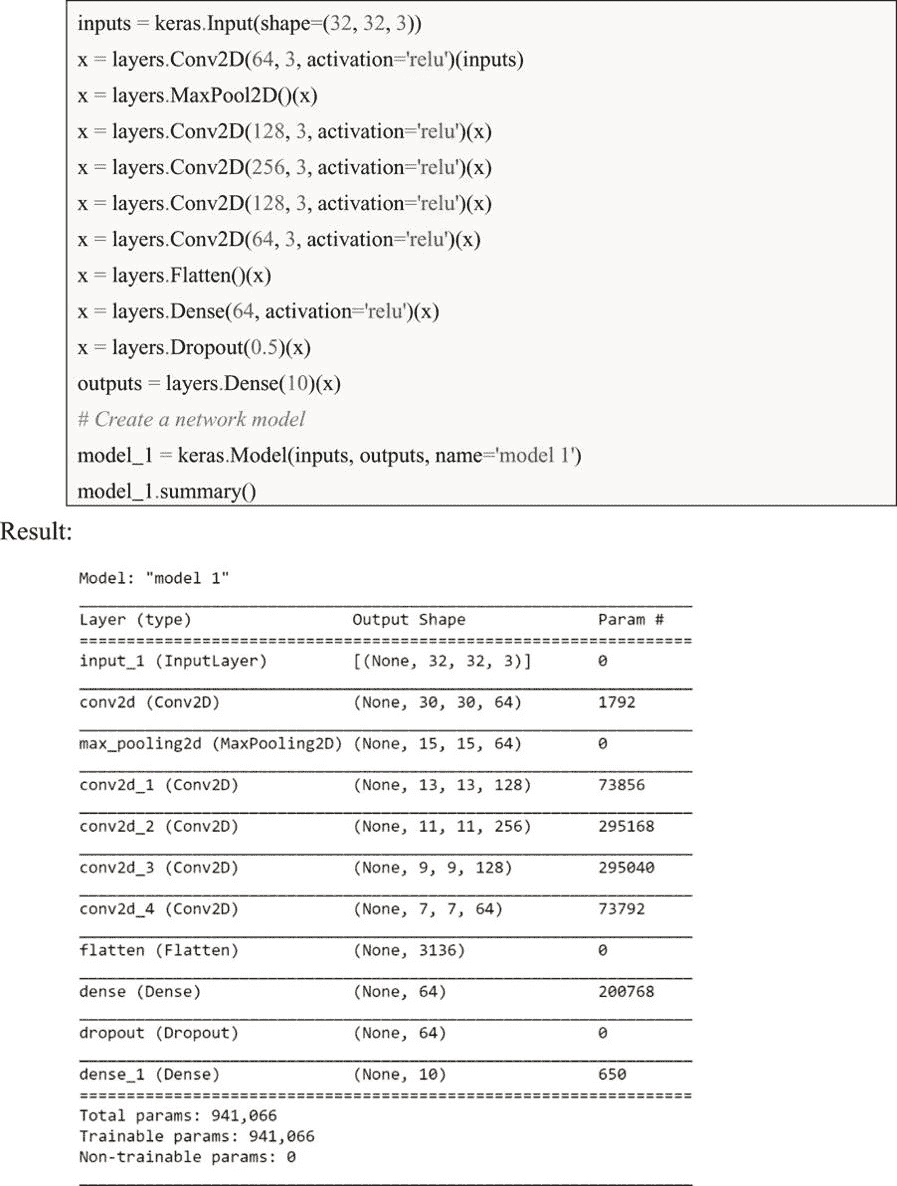 inputs = keras.Input(shape=(32, 32, 3))
x = layers.Conv2D(64, 3, activation='relu')(inputs)
x = layers.MaxPool2D()(x)
x = layers.Conv2D(128, 3, activation='relu')(x)
x = layers.Conv2D(256, 3, activation='relu')(x)
x = layers.Conv2D(128, 3, activation='relu')(x)
x = layers.Conv2D(64, 3, activation='relu')(x)
x = layers.Flatten()(x)
x = layers.Dense(64, activation='relu')(x)
x = layers.Dropout(0.5)(x)
outputs = layers.Dense(10)(x)
# Create a network model
model_1 = keras.Model(inputs, outputs, name='model 1')
model_1.summary()
Result:
Model: "model 1"
Layer (type) Output Shape Param #
input_1 (InputLayer) [(None, 32, 32, 3)] 0
conv2d (Conv2D) (None, 30, 30, 64) 1792
max_pooling2d (MaxPooling2D) (None, 15, 15, 64) 0
conv2d_1 (Conv2D) (None, 13, 13, 128) 73856
conv2d_2 (Conv2D) (None, 11, 11, 256) 295168
conv2d_3 (Conv2D) (None, 9, 9, 128) 295040
conv2d_4 (Conv2D) (None, 7, 7, 64) 73792
flatten (Flatten) (None, 3136) 0
dense (Dense) (None, 64) 200768
dropout (Dropout) (None, 64) 0
dense_1 (Dense) (None, 10) 650
Total params: 941,066
Trainable params: 941,066
Non-trainable params: 0